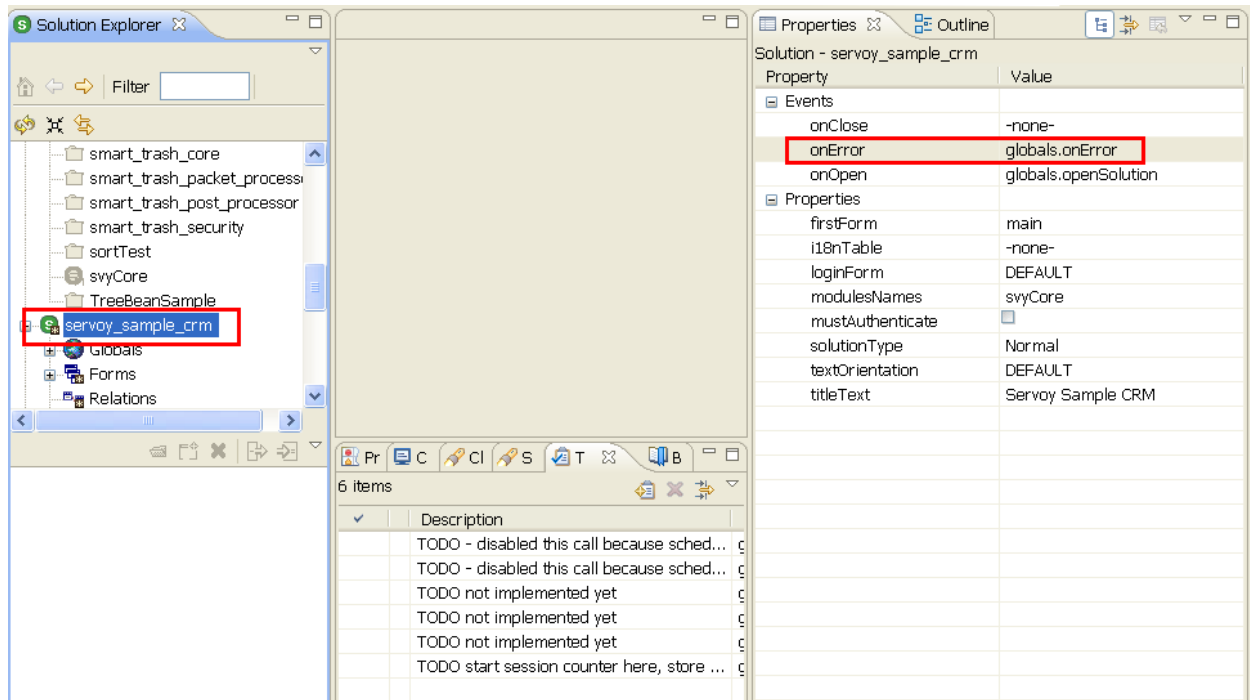 Solution Explorer
Filter
smart_trash_core
smart_trash_packet_process
smart_trash_post_processor
smart_trash_security
sortTest
svyCore
TreeBeanSample
servoy_sample_crm
Globals
Forms
Relations
Pr C Cl S T B
6 items
Description
TODO - disabled this call because sched... g
TODO - disabled this call because sched... g
TODO not implemented yet g
TODO not implemented yet g
TODO not implemented yet g
TODO start session counter here, store ... g
Properties Outline
Solution - servoy_sample_crm
Property Value
Events
onClose -none-
onError globals.onError
onOpen globals.openSolution
Properties
firstForm main
i18nTable -none-
loginForm DEFAULT
modulesNames svyCore
mustAuthenticate
solutionType Normal
textOrientation DEFAULT
titleText Servoy Sample CRM